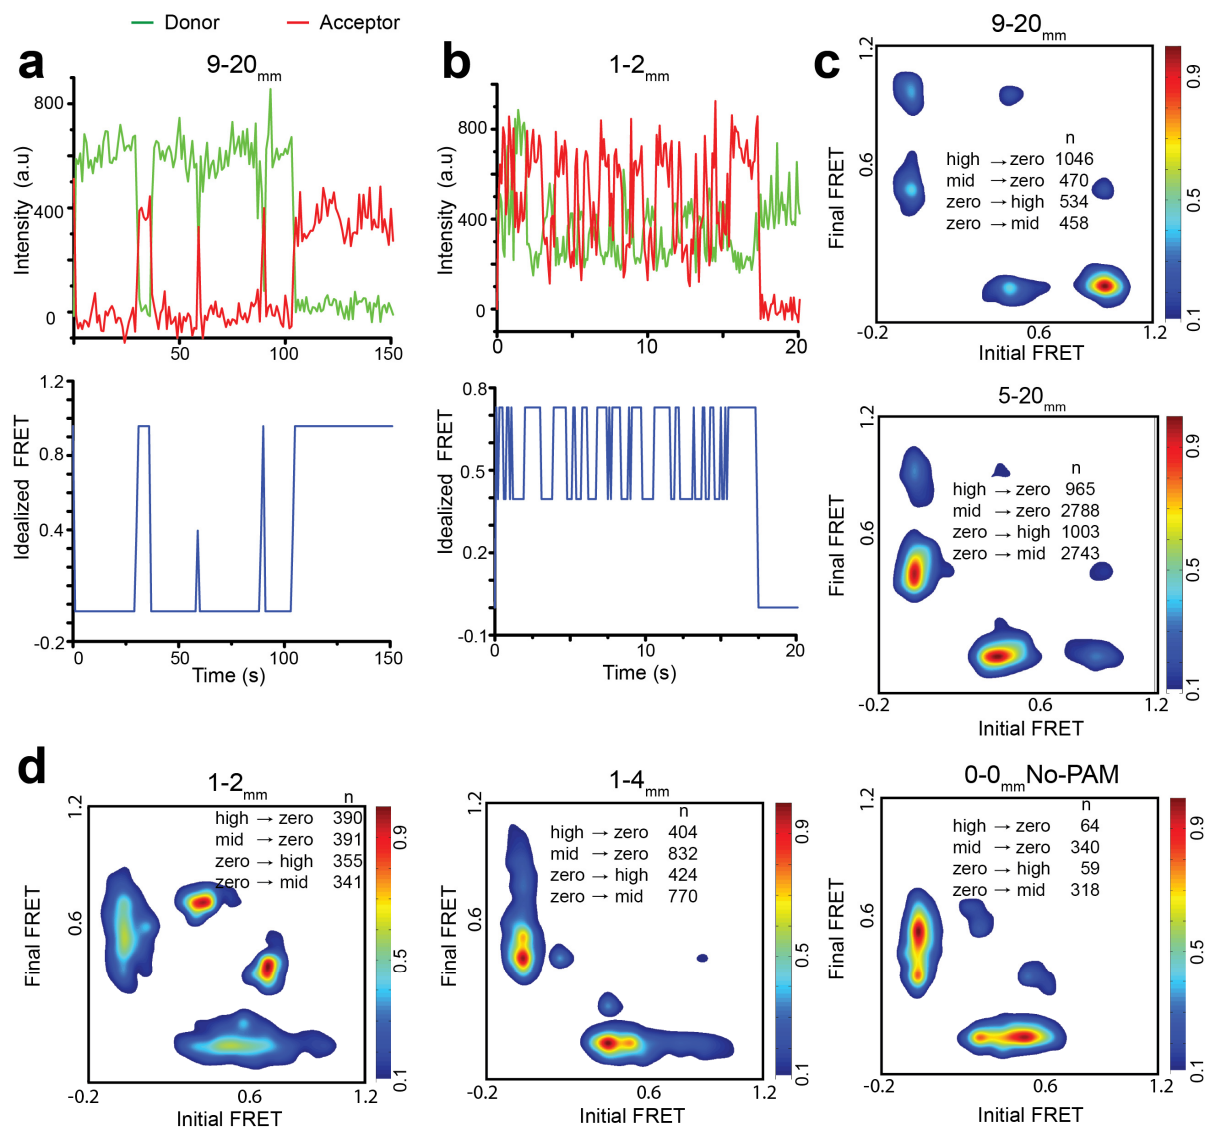 Donor
Acceptor
a
9-20mm
Intensity (a.u)
800
400
0
50
100
150
Idealized FRET
1.2
0.8
0.4
-0.2
0
50
100
150
Time (s)
b
1-2mm
Intensity (a.u)
800
400
0
0
10
20
Idealized FRET
0.8
0.5
0.2
-0.1
0
10
20
Time (s)
c
9-20mm
1.2
0.6
Final FRET
n
high → zero 1046
mid → zero 470
zero → high 534
zero → mid 458
-0.2
0.6
1.2
Initial FRET
0.9
0.5
0.1
5-20mm
1.2
0.6
Final FRET
n
high → zero 965
mid → zero 2788
zero → high 1003
zero → mid 2743
-0.2
0.6
1.2
Initial FRET
0.9
0.5
0.1
d
1-2mm
1.2
0.6
Final FRET
n
high → zero 390
mid → zero 391
zero → high 355
zero → mid 341
-0.2
0.6
1.2
Initial FRET
0.9
0.5
0.1
1-4mm
1.2
0.6
Final FRET
n
high → zero 404
mid → zero 832
zero → high 424
zero → mid 770
-0.2
0.6
1.2
Initial FRET
0.9
0.5
0.1
0-0mm No-PAM
1.2
0.6
Final FRET
n
high → zero 64
mid → zero 340
zero → high 59
zero → mid 318
-0.2
0.6
1.2
Initial FRET
0.9
0.5
0.1